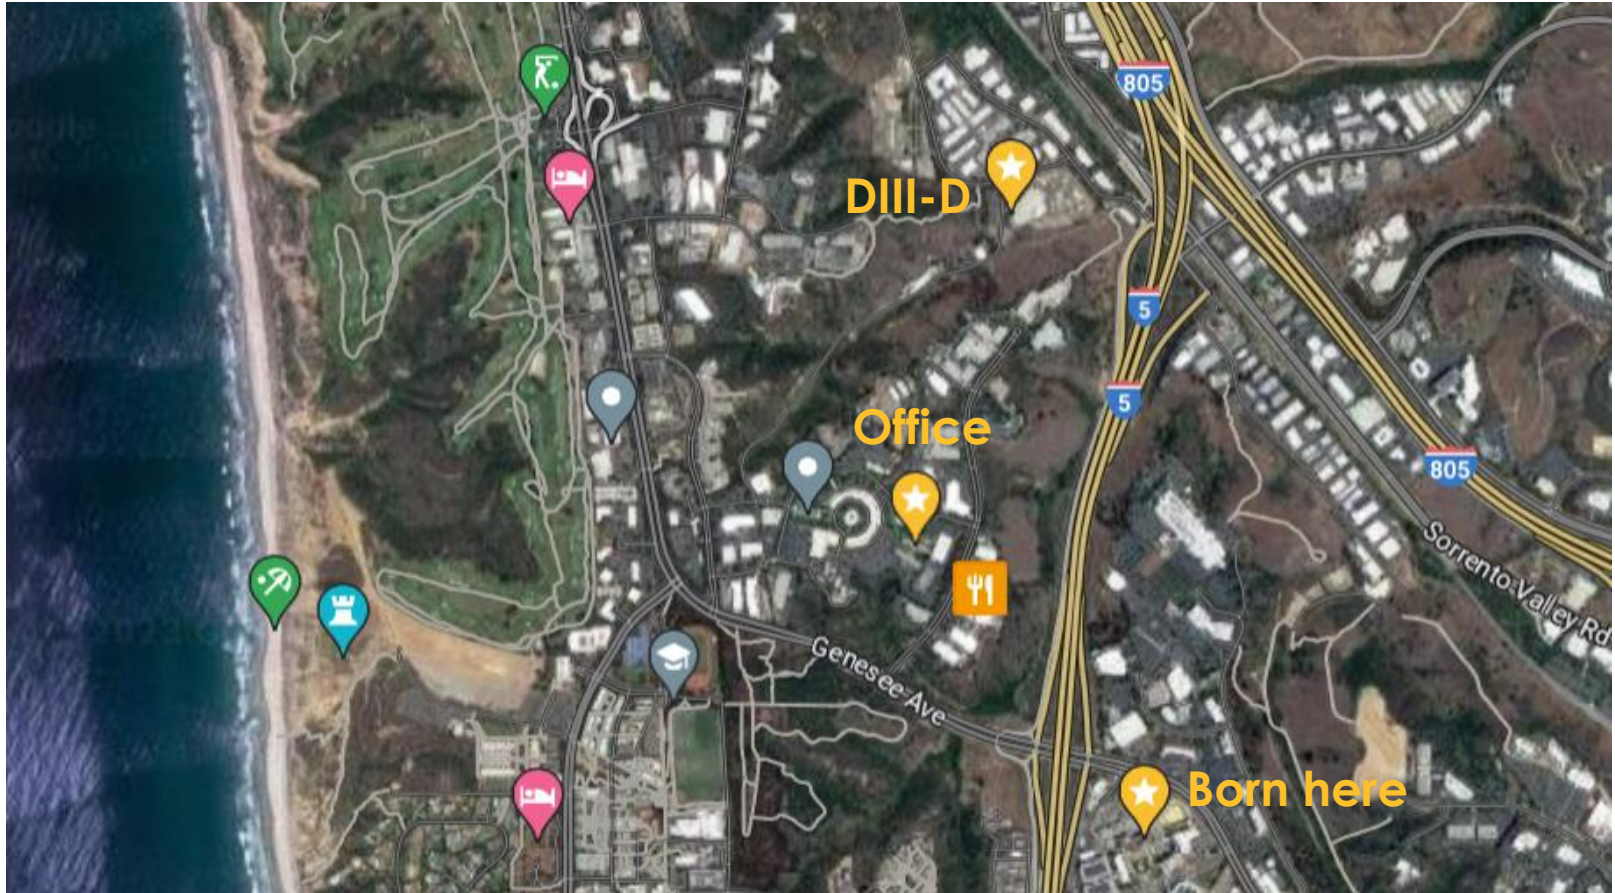 805
DIII-D
5
Office
5
805
Sorrento Valley Rd
Genesee Ave
Born here